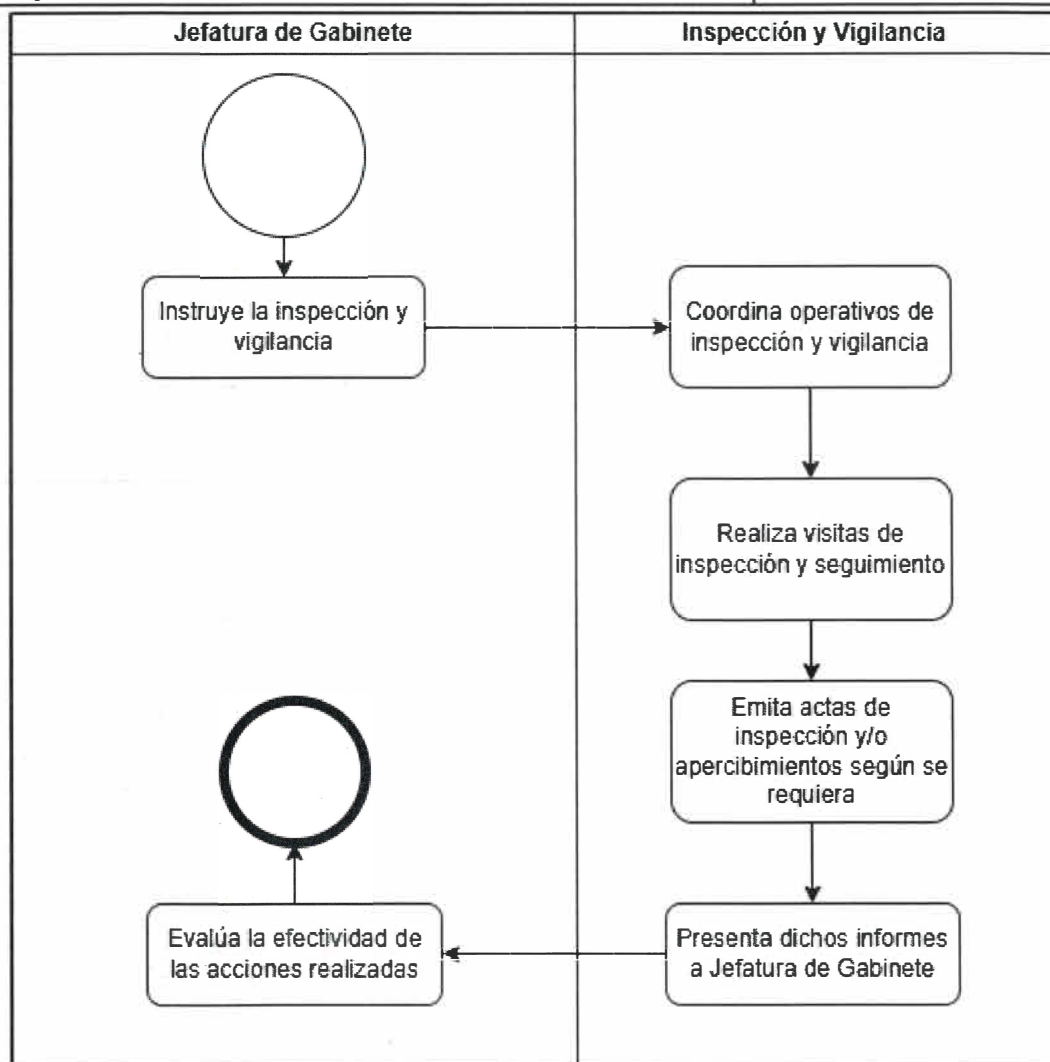 Jefatura de Gabinete
Inspección y Vigilancia
Instruye la inspección y
vigilancia
Coordina operativos de
inspección y vigilancia
Realiza visitas de
inspección y seguimiento
Emita actas de
inspección y/o
apercibimientos según se
requiera
Presenta dichos informes
a Jefatura de Gabinete
Evalúa la efectividad de
las acciones realizadas